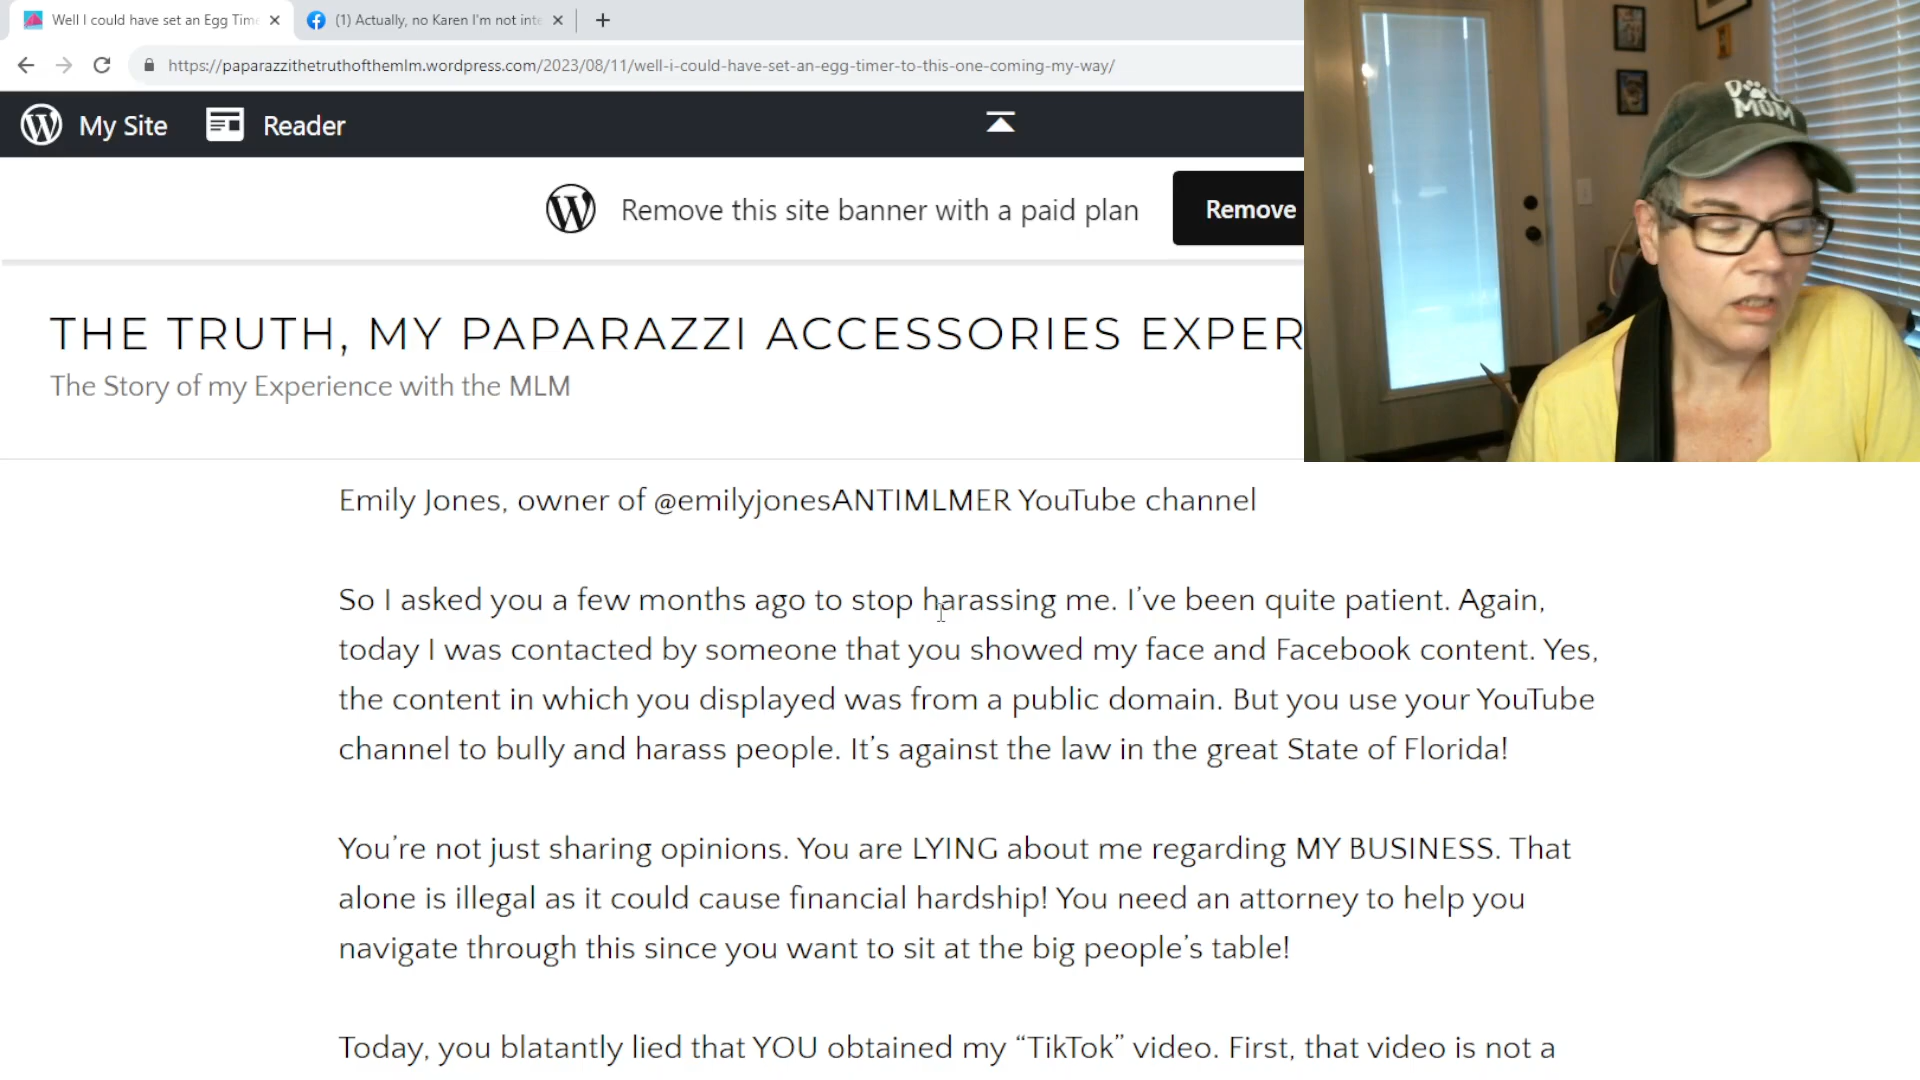 Well I could have set an Egg Tim
(1) Actually, no Karen I'm not int
https://paparazzithetruthofthemlm.wordpress.com/2023/08/11/well-i-could-have-set-an-egg-timer-to-this-one-coming-my-way/
My Site
Reader
Remove this site banner with a paid plan
Remove
DOG MOM
THE TRUTH, MY PAPARAZZI ACCESSORIES EXPER
The Story of my Experience with the MLM
Emily Jones, owner of @emilyjonesANTIMLMER YouTube channel
So I asked you a few months ago to stop harassing me. I've been quite patient. Again,
today I was contacted by someone that you showed my face and Facebook content. Yes,
the content in which you displayed was from a public domain. But you use your YouTube
channel to bully and harass people. It's against the law in the great State of Florida!
You're not just sharing opinions. You are LYING about me regarding MY BUSINESS. That
alone is illegal as it could cause financial hardship! You need an attorney to help you
navigate through this since you want to sit at the big people's table!
Today, you blatantly lied that YOU obtained my “TikTok” video. First, that video is not a